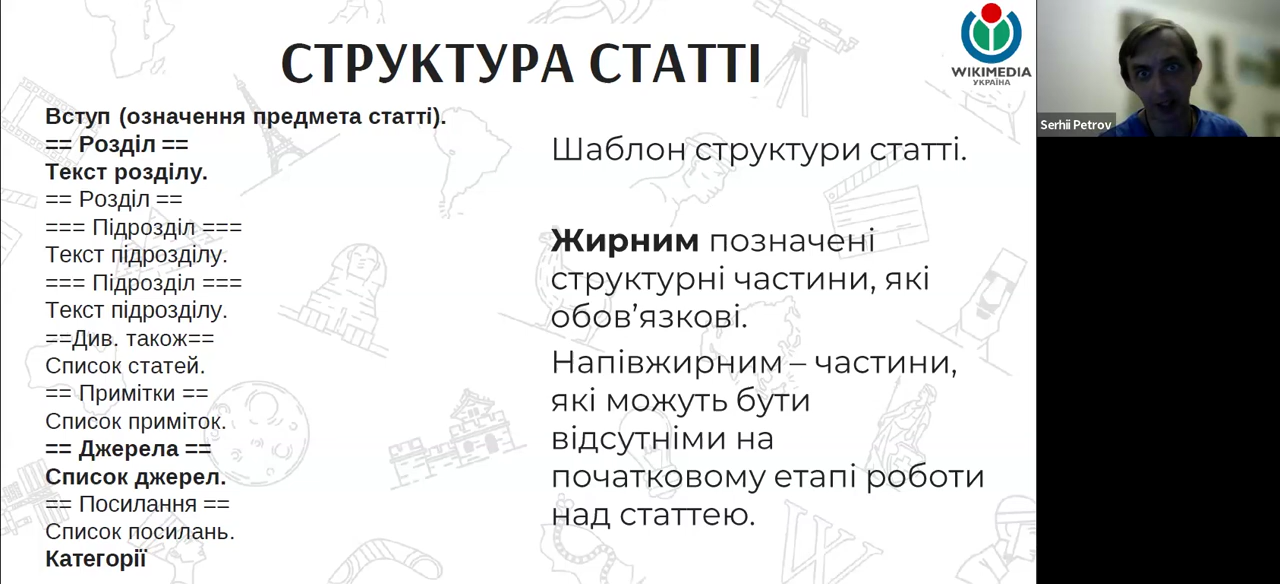 СТРУКТУРА СТАТТІ
WIKIMEDIA
УКРАЇНА
Serhii Petrov
Вступ (означення предмета статті).
== Розділ ==
Текст розділу.
== Розділ ==
=== Підрозділ ===
Текст підрозділу.
=== Підрозділ ===
Текст підрозділу.
==Див. також==
Список статей.
== Примітки ==
Список приміток.
== Джерела ==
Список джерел.
== Посилання ==
Список посилань.
Категорії
Шаблон структури статті.
Жирним позначені
структурні частини, які
обов’язкові.
Напівжирним – частини,
які можуть бути
відсутніми на
початковому етапі роботи
над статтею.